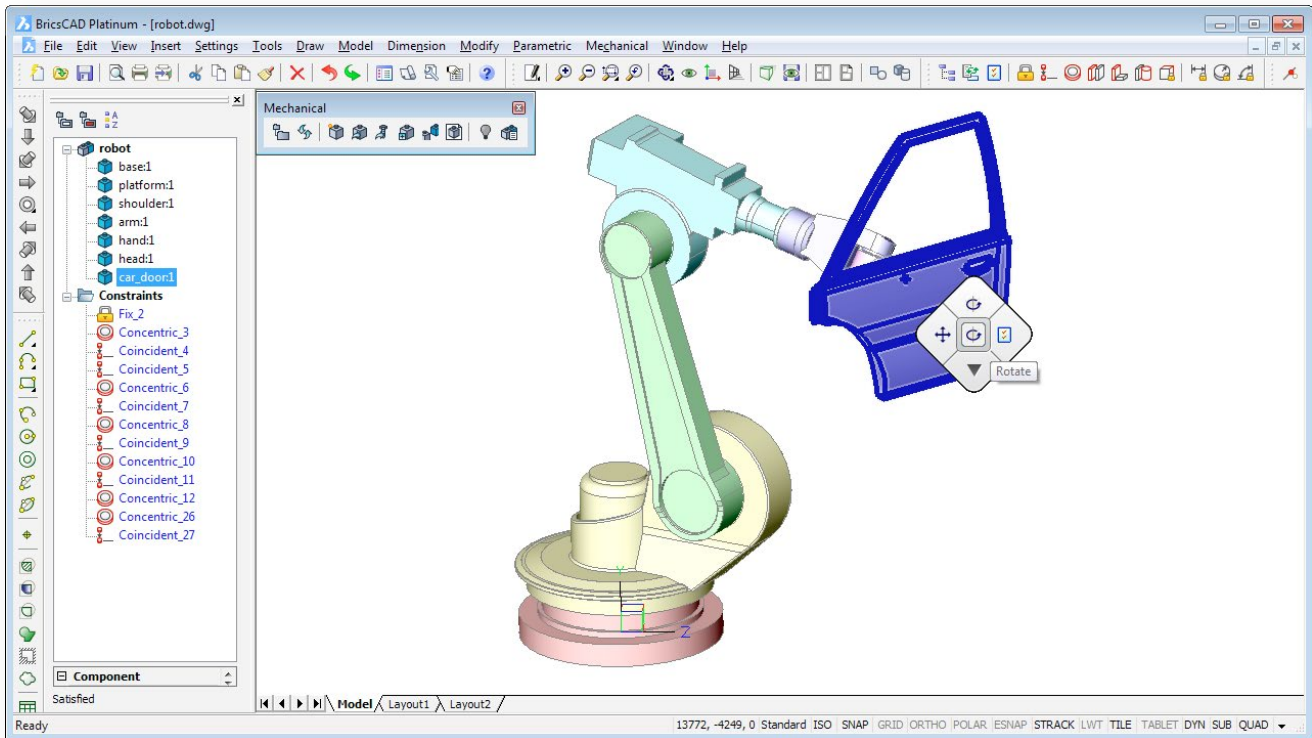 BricsCAD Platinum - [robot.dwg]
File Edit View Insert Settings Tools Draw Model Dimension Modify Parametric Mechanical Window Help
Mechanical
robot
base:1
platform:1
shoulder:1
arm:1
hand:1
head:1
car_door:1
Constraints
Fix_2
Concentric_3
Coincident_4
Coincident_5
Concentric_6
Coincident_7
Concentric_8
Coincident_9
Concentric_10
Coincident_11
Concentric_12
Concentric_26
Coincident_27
Rotate
Y
Z
Component
Satisfied
Model Layout1 Layout2
Ready 13772, -4249, 0 Standard ISO SNAP GRID ORTHO POLAR ESNAP STRACK LWT TILE TABLET DYN SUB QUAD